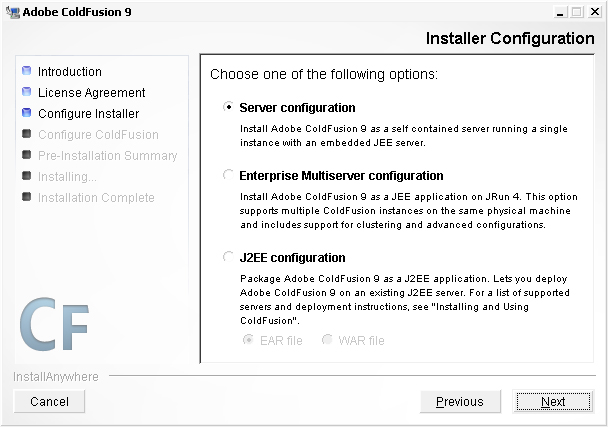 Adobe ColdFusion 9
Installer Configuration
Introduction
License Agreement
Configure Installer
Configure ColdFusion
Pre-Installation Summary
Installing...
Installation Complete
CF
Choose one of the following options:
Server configuration
Install Adobe ColdFusion 9 as a self contained server running a single
instance with an embedded JEE server.
Enterprise Multiserver configuration
Install Adobe ColdFusion 9 as a JEE application on JRun 4. This option
supports multiple ColdFusion instances on the same physical machine
and includes support for clustering and advanced configurations.
J2EE configuration
Package Adobe ColdFusion 9 as a J2EE application. Lets you deploy
Adobe ColdFusion 9 on an existing J2EE server. For a list of supported
servers and deployment instructions, see "Installing and Using
ColdFusion".
EAR file WAR file
InstallAnywhere
Cancel Previous Next